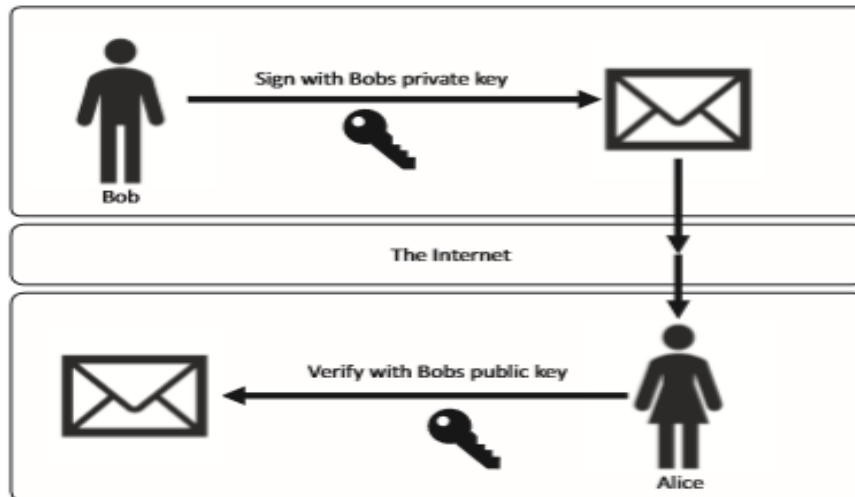 Sign with Bobs private key
Bob
The Internet
Verify with Bobs public key
Alice